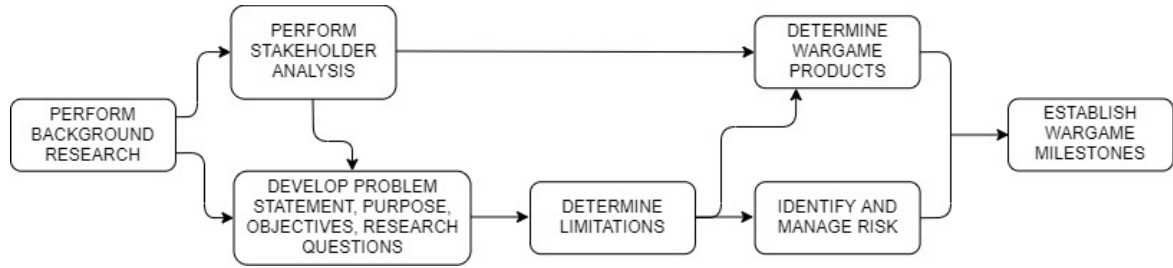 PERFORM
STAKEHOLDER
ANALYSIS
DETERMINE
WARGAME
PRODUCTS
PERFORM
BACKGROUND
RESEARCH
ESTABLISH
WARGAME
MILESTONES
DEVELOP PROBLEM
STATEMENT, PURPOSE,
OBJECTIVES, RESEARCH
QUESTIONS
DETERMINE
LIMITATIONS
IDENTIFY AND
MANAGE RISK